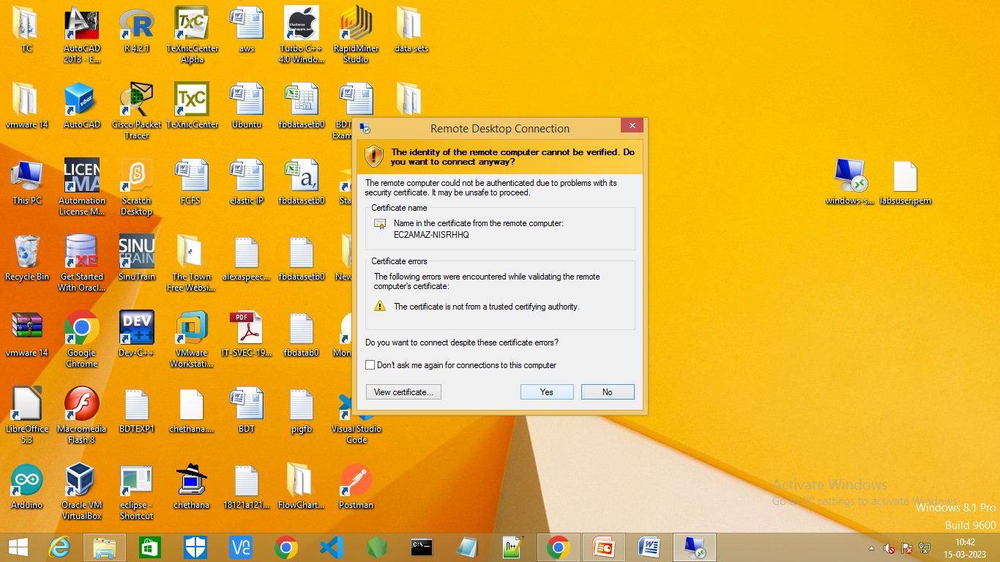 TC
AutoCAD
2013 - E...
R 4.2.1
TeXnicCenter
Alpha
aws
Turbo C++
4.0 Windo...
RapidMiner
Studio
data sets
vmware 14
AutoCAD
Cisco Packet
Tracer
TeXnicCenter
Ubuntu
fbdatasetb0
BDT
Exam
This PC
Automation
License M...
Scratch
Desktop
FCFS
elastic IP
fbdatasetb0
Sta
Recycle Bin
Get Started
With Oracl...
SinuTrain
The Town
Free Websi...
alexaspeec...
fbdatasetb0
New
vmware 14
Google
Chrome
Dev-C++
VMware
Workstati...
IT-SVEC-19...
fbdatab0
Mon
LibreOffice
5.3
Macromedia
Flash 8
BDTEXP1
chethana....
BDT
pigfb
Visual Studio
Code
Arduino
Oracle VM
VirtualBox
eclipse -
Shortcut
chethana
18121a121...
FlowChart...
Postman
windows-s...
labsuser.pem
Remote Desktop Connection
The identity of the remote computer cannot be verified. Do
you want to connect anyway?
The remote computer could not be authenticated due to problems with its
security certificate. It may be unsafe to proceed.
Certificate name
Name in the certificate from the remote computer:
EC2AMAZ-NISRHHQ
Certificate errors
The following errors were encountered while validating the remote
computer's certificate:
The certificate is not from a trusted certifying authority.
Do you want to connect despite these certificate errors?
Don't ask me again for connections to this computer
View certificate...
Yes
No
Activate Windows
Go to PC settings to activate Windows.
Windows 8.1 Pro
Build 9600
10:42
15-03-2023